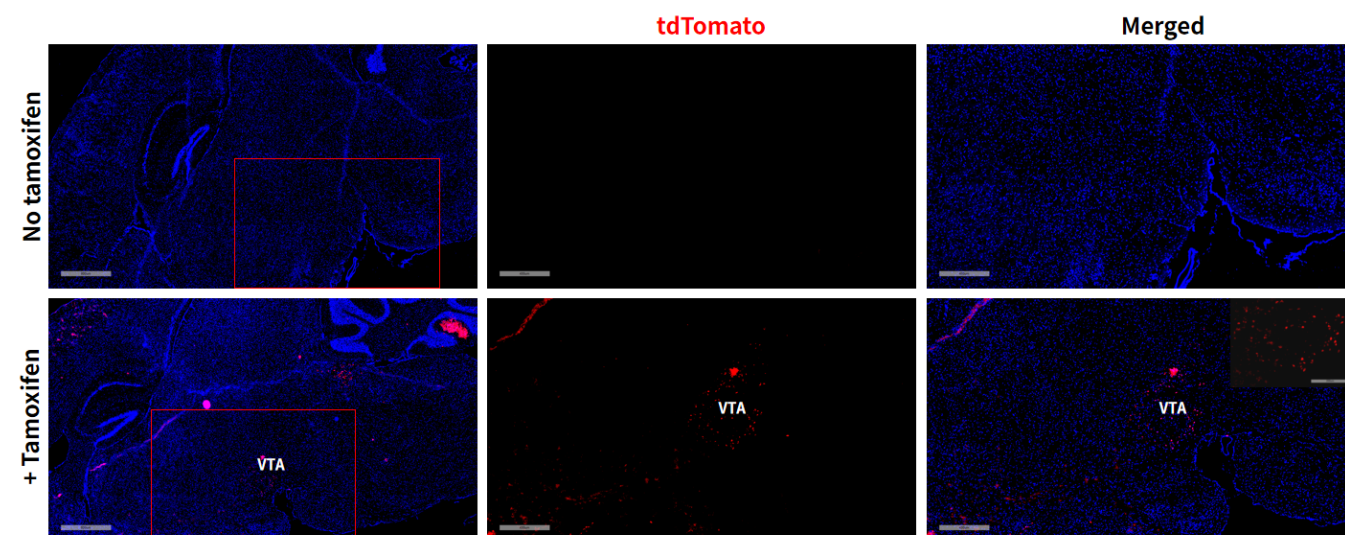 tdTomato
Merged
No tamoxifen
+ Tamoxifen
VTA
VTA
VTA